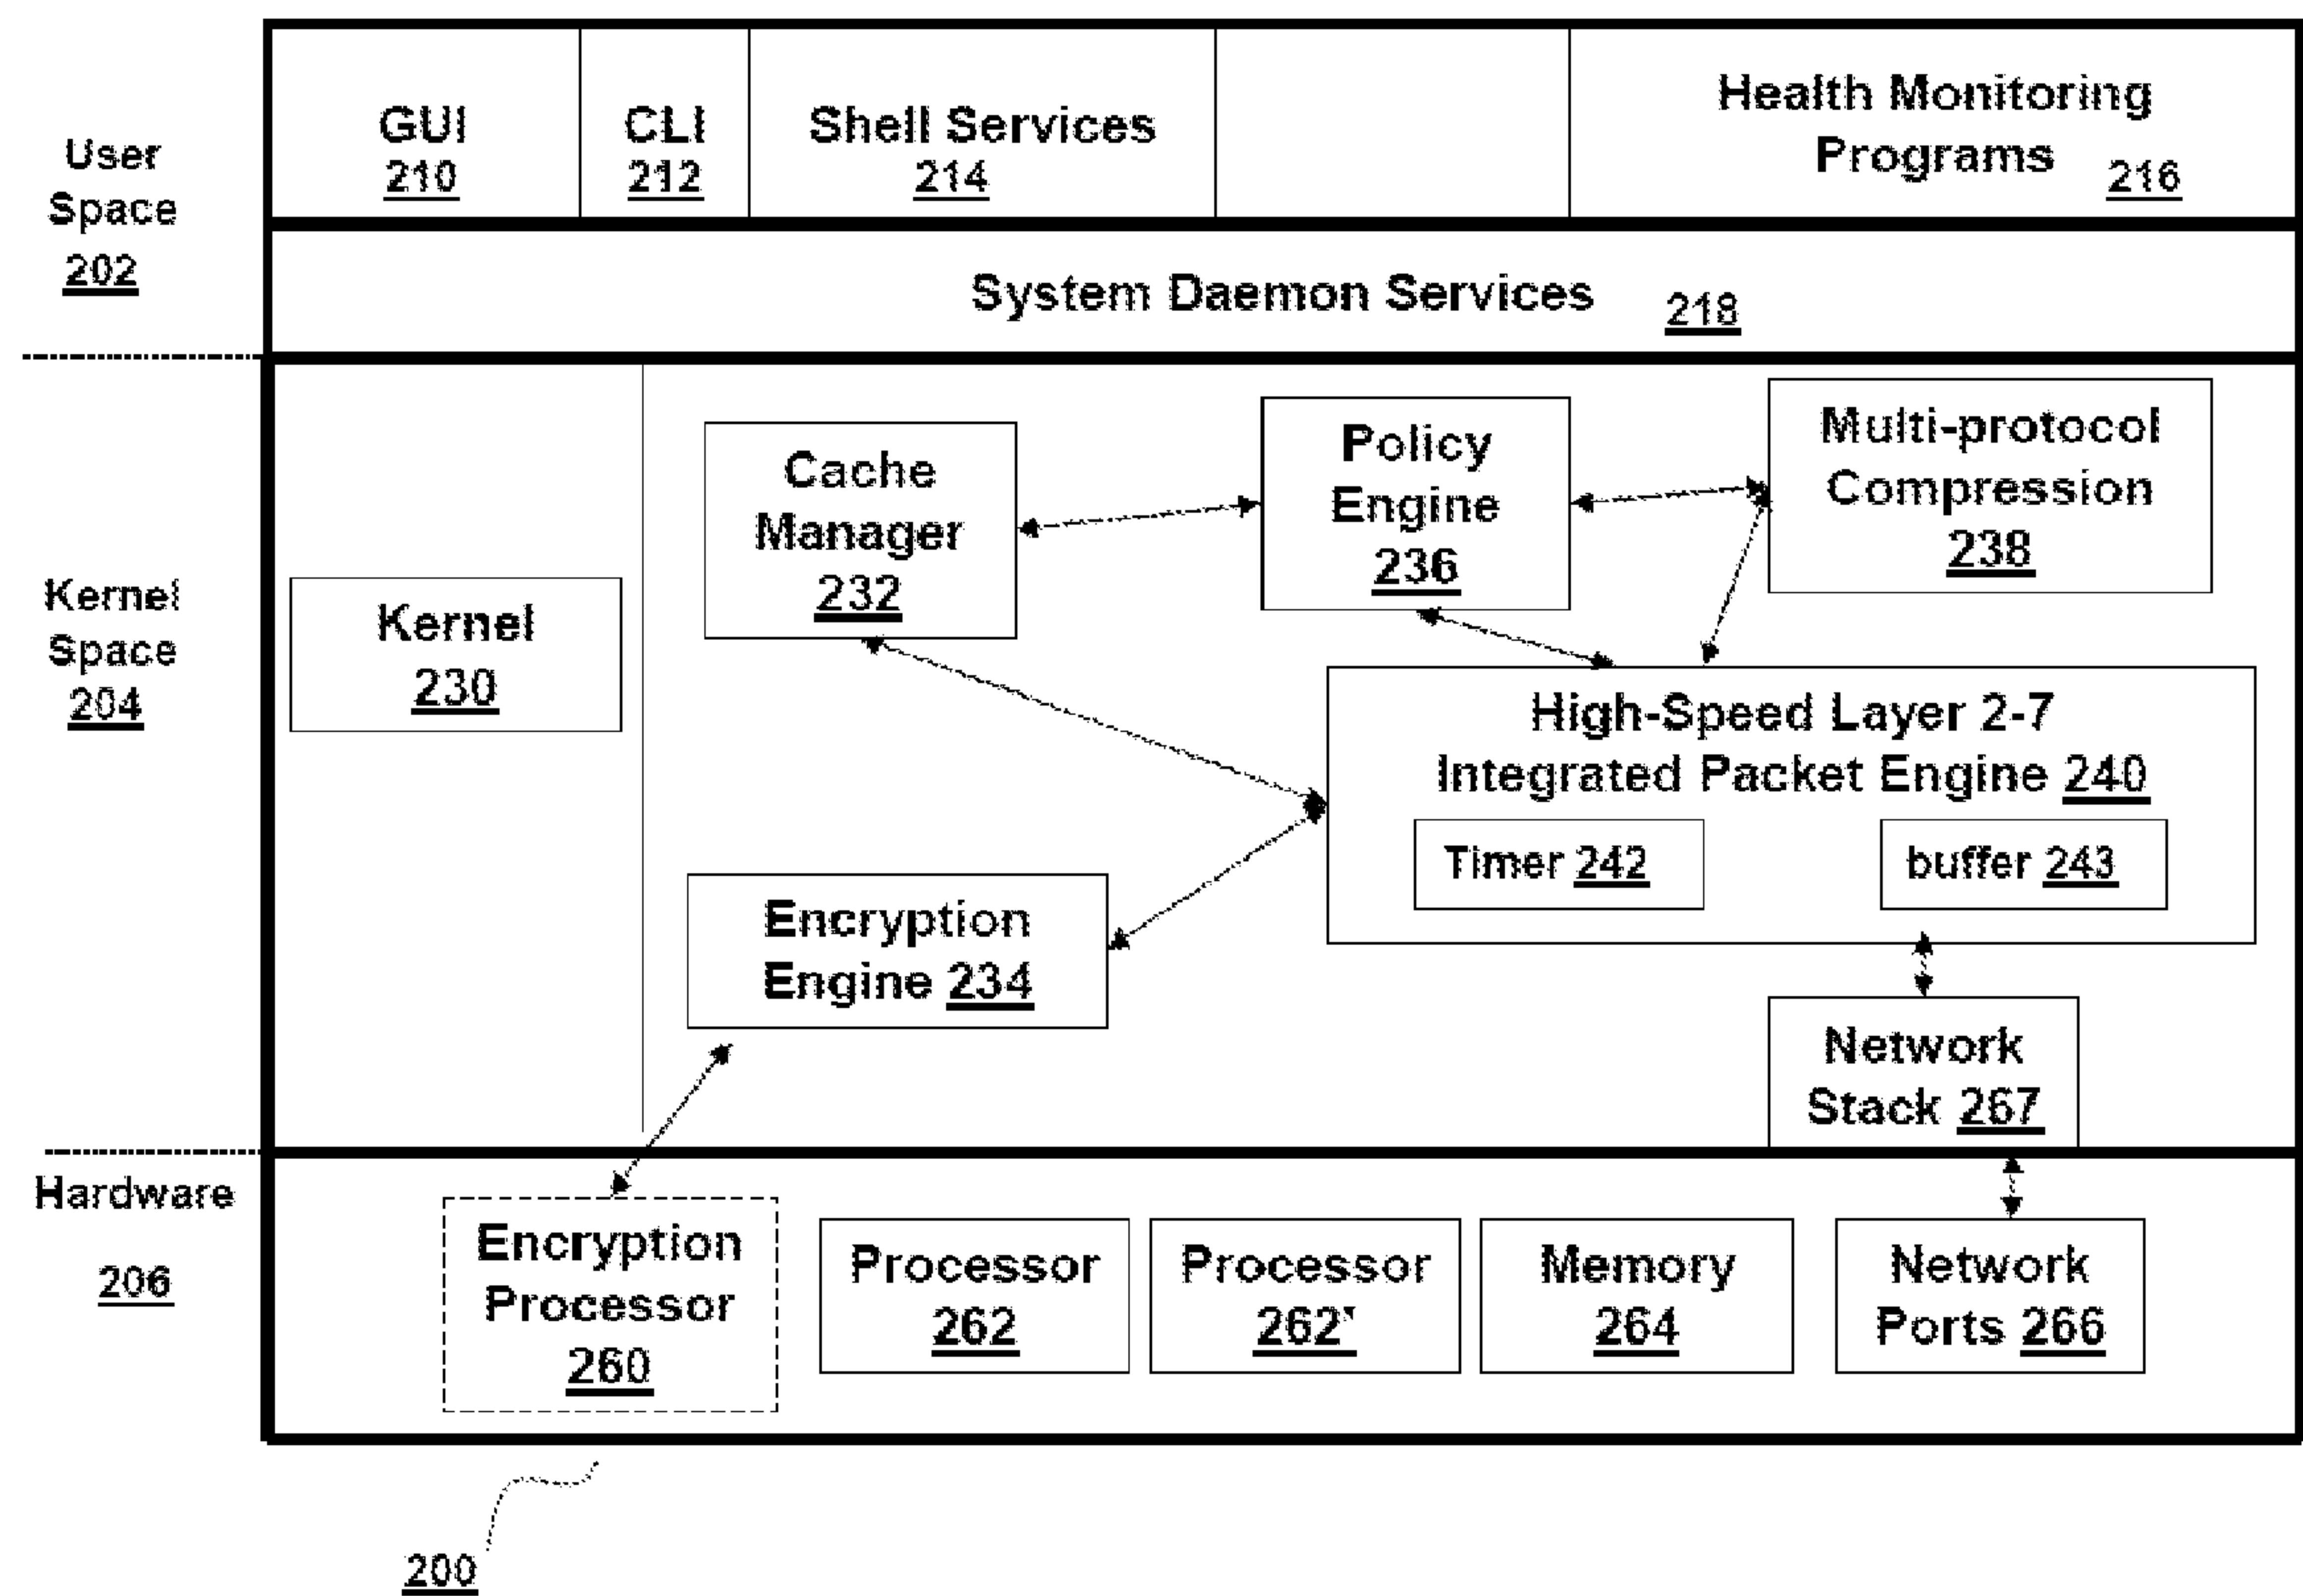 User
Space
202
GUI
210
CLI
212
Shell Services
214
Health Monitoring
Programs 216
System Daemon Services 218
Kernel
Space
204
Kernel
230
Cache
Manager
232
Policy
Engine
236
Multi-protocol
Compression
238
High-Speed Layer 2-7
Integrated Packet Engine 240
Timer 242
buffer 243
Encryption
Engine 234
Network
Stack 267
Hardware
206
Encryption
Processor
260
Processor
262
Processor
262'
Memory
264
Network
Ports 266
200